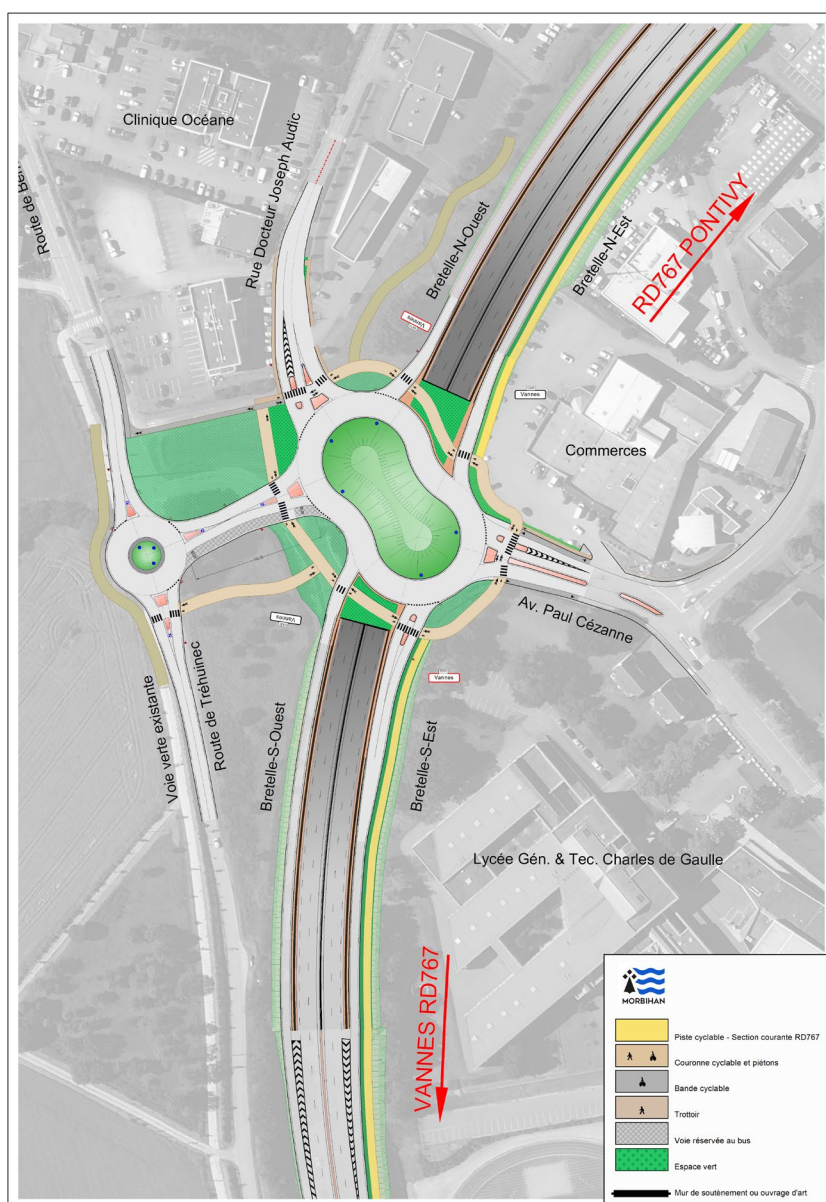 Clinique Océane
Route de
Rue Docteur Joseph Audic
Bretelle-N-Ouest
Bretelle-N-Est
RD767 PONTIVY
Vannes
Vannes
Commerces
Av. Paul Cézanne
Vannes
Vannes
Voie verte existante
Route de Tréhuinec
Bretelle-S-Ouest
Bretelle-S-Est
Lycée Gén. & Tec. Charles de Gaulle
VANNES RD767
MORBIHAN
Piste cyclable - Section courante RD767
Couronne cyclable et piétons
Bande cyclable
Trottoir
Voie réservée au bus
Espace vert
Mur de soutènement ou ouvrage d'art